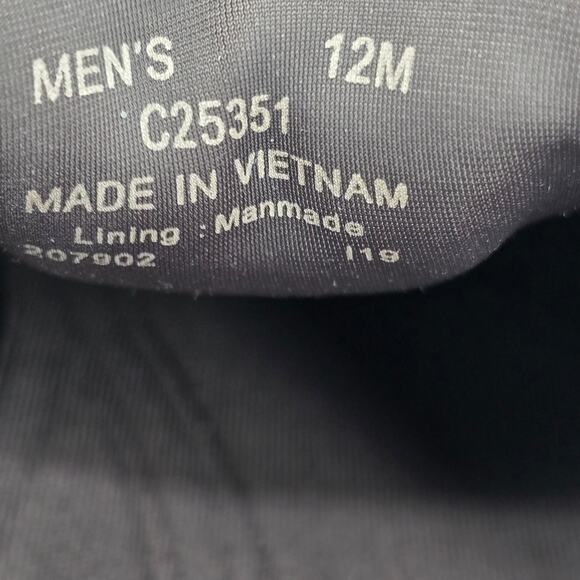 MEN'S 12M
C25351
MADE IN VIETNAM
Lining : Manmade
207902 I19